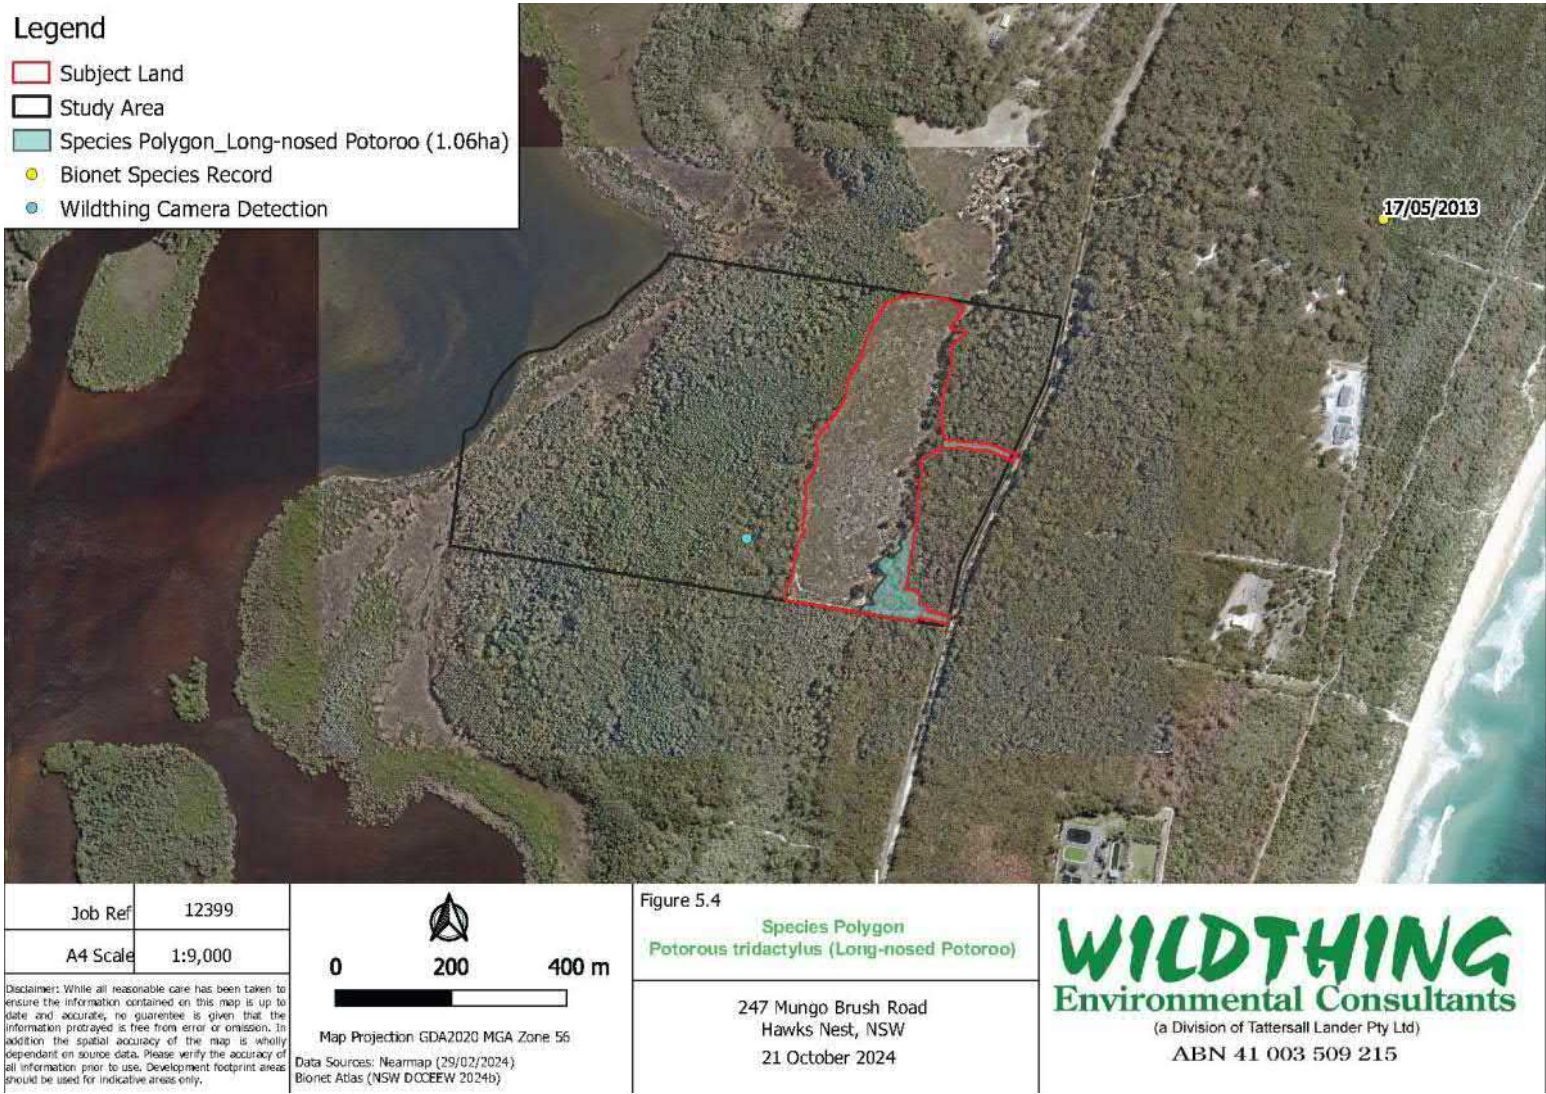 Legend
Subject Land
Study Area
Species Polygon_Long-nosed Potoroo (1.06ha)
Bionet Species Record
Wildthing Camera Detection
17/05/2013
Job Ref 12399
A4 Scale 1:9,000
Disclaimer: While all reasonable care has been taken to
ensure the information contained on this map is up to
date and accurate, no guarentee is given that the
information protrayed is free from error or omission. In
addition the spatial accuracy of the map is wholly
dependant on source data. Please verify the accuracy of
all information prior to use. Development footprint areas
should be used for indicative areas only.
0 200 400 m
Map Projection GDA2020 MGA Zone 56
Data Sources: Nearmap (29/02/2024)
Bionet Atlas (NSW DCCEEW 2024b)
Figure 5.4
Species Polygon
Potorous tridactylus (Long-nosed Potoroo)
247 Mungo Brush Road
Hawks Nest, NSW
21 October 2024
WILDTHING
Environmental Consultants
(a Division of Tattersall Lander Pty Ltd)
ABN 41 003 509 215